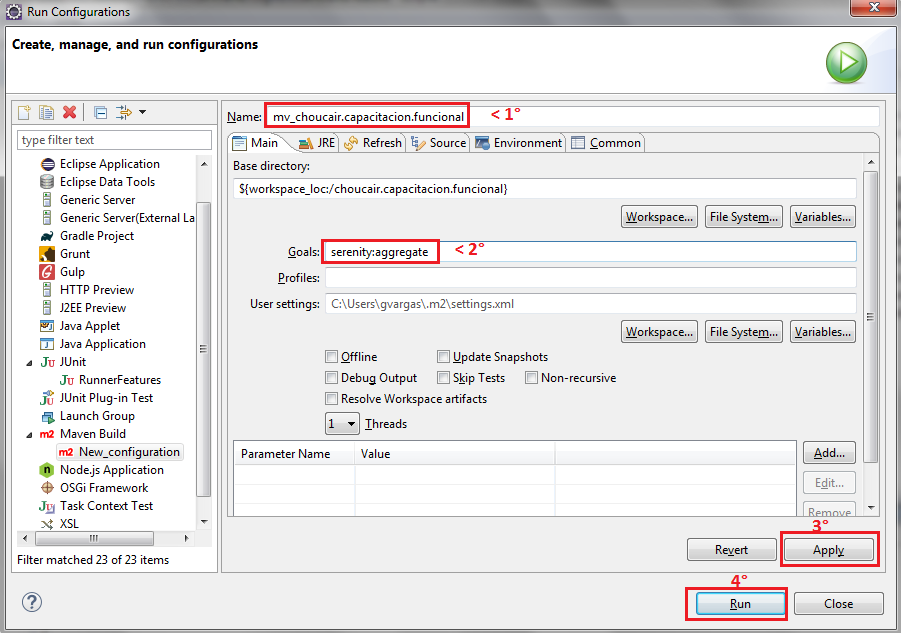 Run Configurations
Create, manage, and run configurations
type filter text
Eclipse Application
Eclipse Data Tools
Generic Server
Generic Server(External La
Gradle Project
Grunt
Gulp
HTTP Preview
J2EE Preview
Java Applet
Java Application
JU JUnit
JU RunnerFeatures
JUnit Plug-in Test
Launch Group
m2 Maven Build
m2 New_configuration
Node.js Application
OSGi Framework
Task Context Test
XSL
Filter matched 23 of 23 items
Name: mv_choucair.capacitacion.funcional < 1°
Main JRE Refresh Source Environment Common
Base directory:
${workspace_loc:/choucair.capacitacion.funcional}
Workspace... File System... Variables...
Goals: serenity:aggregate < 2°
Profiles:
User settings: C:\Users\gvargas\.m2\settings.xml
Workspace... File System... Variables...
Offline Update Snapshots
Debug Output Skip Tests Non-recursive
Resolve Workspace artifacts
1 Threads
Parameter Name Value Add...
Edit...
Remove
3°
Revert Apply
4°
Run Close